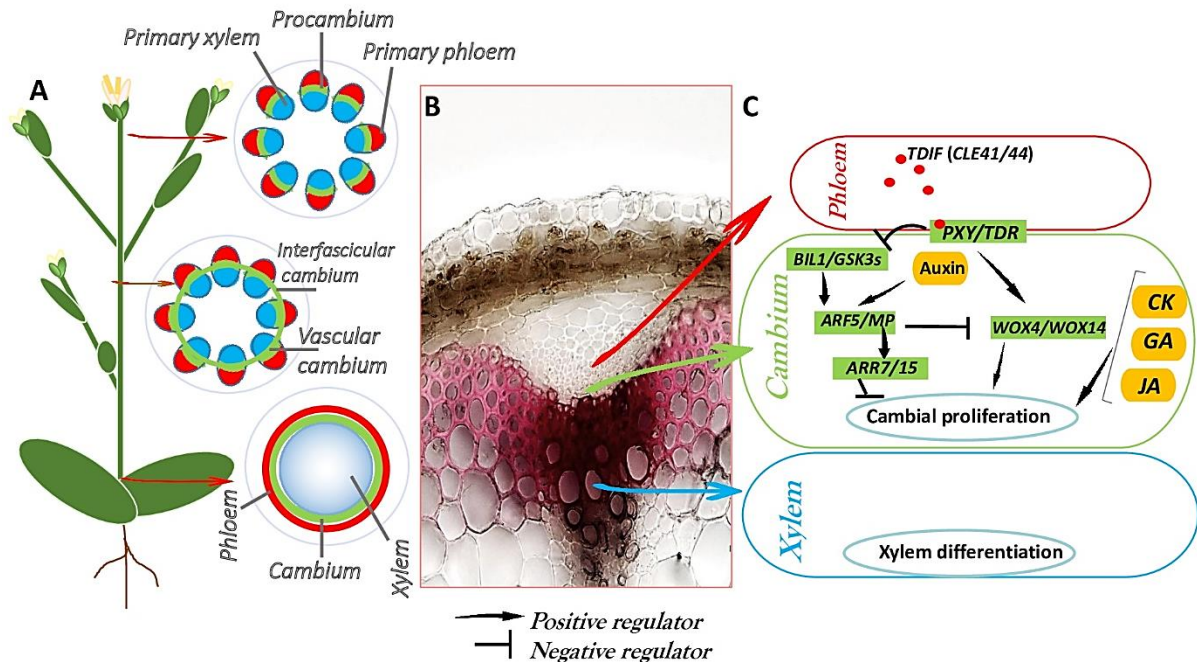 A
Procambium
Primary xylem
Primary phloem
Interfascicular
cambium
Vascular
cambium
Phloem
Cambium
Xylem
B
C
Phloem
TDIF (CLE41/44)
PXY/TDR
Cambium
BIL1/GSK3s
Auxin
ARF5/MP
WOX4/WOX14
ARR7/15
Cambial proliferation
CK
GA
JA
Xylem
Xylem differentiation
Positive regulator
Negative regulator